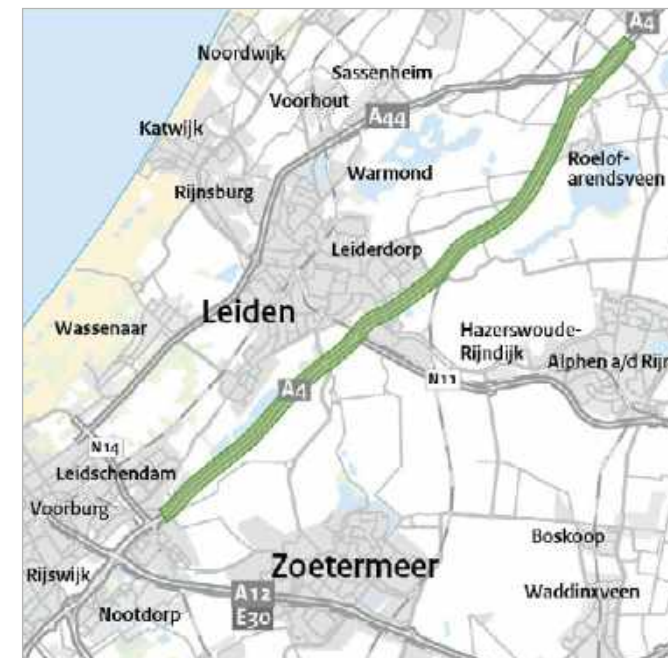 A4
Noordwijk
Sassenheim
Voorhout
A44
Katwijk
Roelof-
arendsveen
Warmond
Rijnsburg
Leiderdorp
Leiden
Wassenaar
Hazerswoude-
Rijndijk
Alphen a/d Rijn
N11
A4
N14
Leidschendam
Voorburg
Boskoop
Zoetermeer
Rijswijk
A12
E30
Waddinxveen
Nootdorp